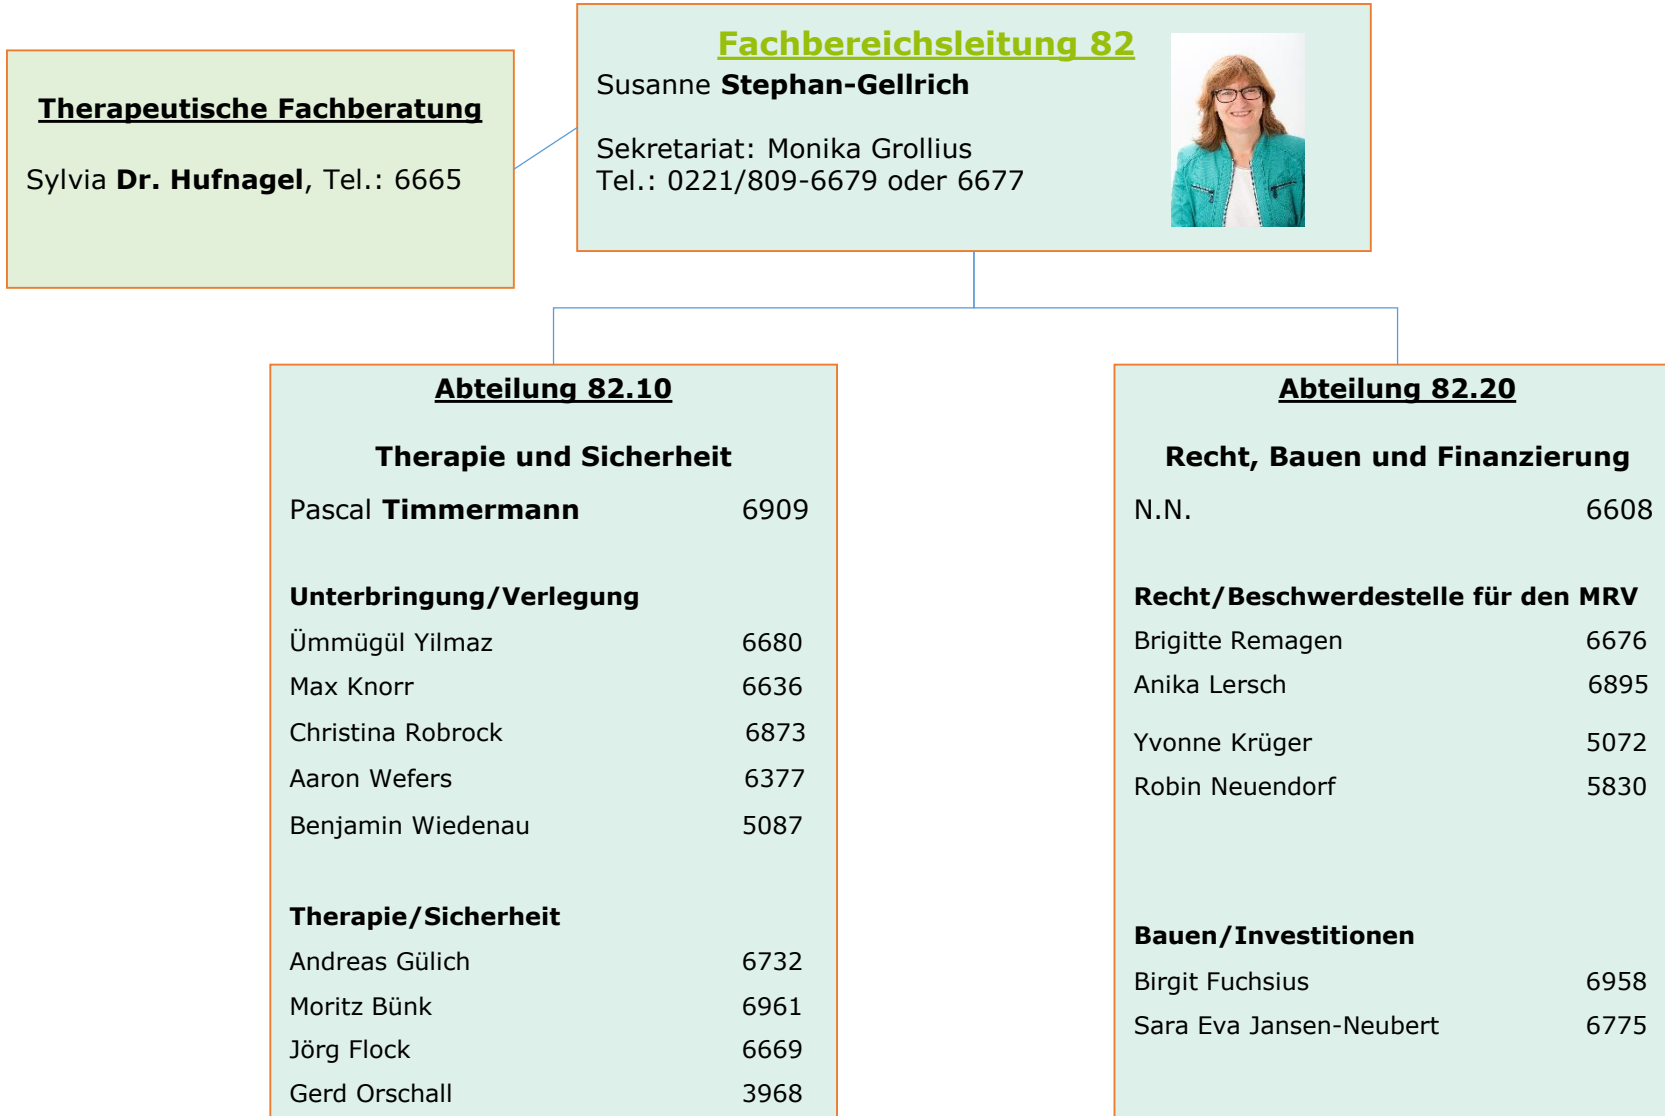 Fachbereichsleitung 82
Susanne Stephan-Gellrich
Sekretariat: Monika Grollius
Tel.: 0221/809-6679 oder 6677
Therapeutische Fachberatung
Sylvia Dr. Hufnagel, Tel.: 6665
Abteilung 82.10
Therapie und Sicherheit
Pascal Timmermann 6909
Unterbringung/Verlegung
Ümmügül Yilmaz 6680
Max Knorr 6636
Christina Robrock 6873
Aaron Wefers 6377
Benjamin Wiedenau 5087
Therapie/Sicherheit
Andreas Gülich 6732
Moritz Bünk 6961
Jörg Flock 6669
Gerd Orschall 3968
Abteilung 82.20
Recht, Bauen und Finanzierung
N.N. 6608
Recht/Beschwerdestelle für den MRV
Brigitte Remagen 6676
Anika Lersch 6895
Yvonne Krüger 5072
Robin Neuendorf 5830
Bauen/Investitionen
Birgit Fuchsius 6958
Sara Eva Jansen-Neubert 6775